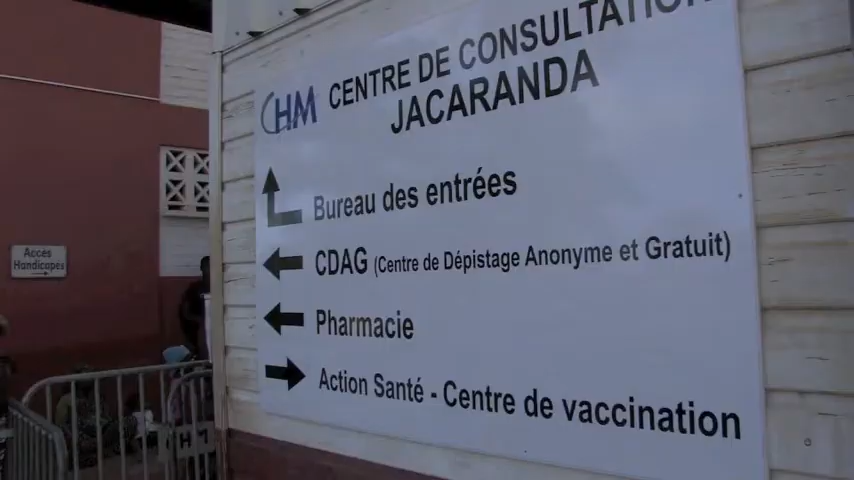 CHM CENTRE DE CONSULTATION
JACARANDA
Bureau des entrées
CDAG (Centre de Dépistage Anonyme et Gratuit)
Pharmacie
Action Santé - Centre de vaccination
Accès
Handicapés
CHM